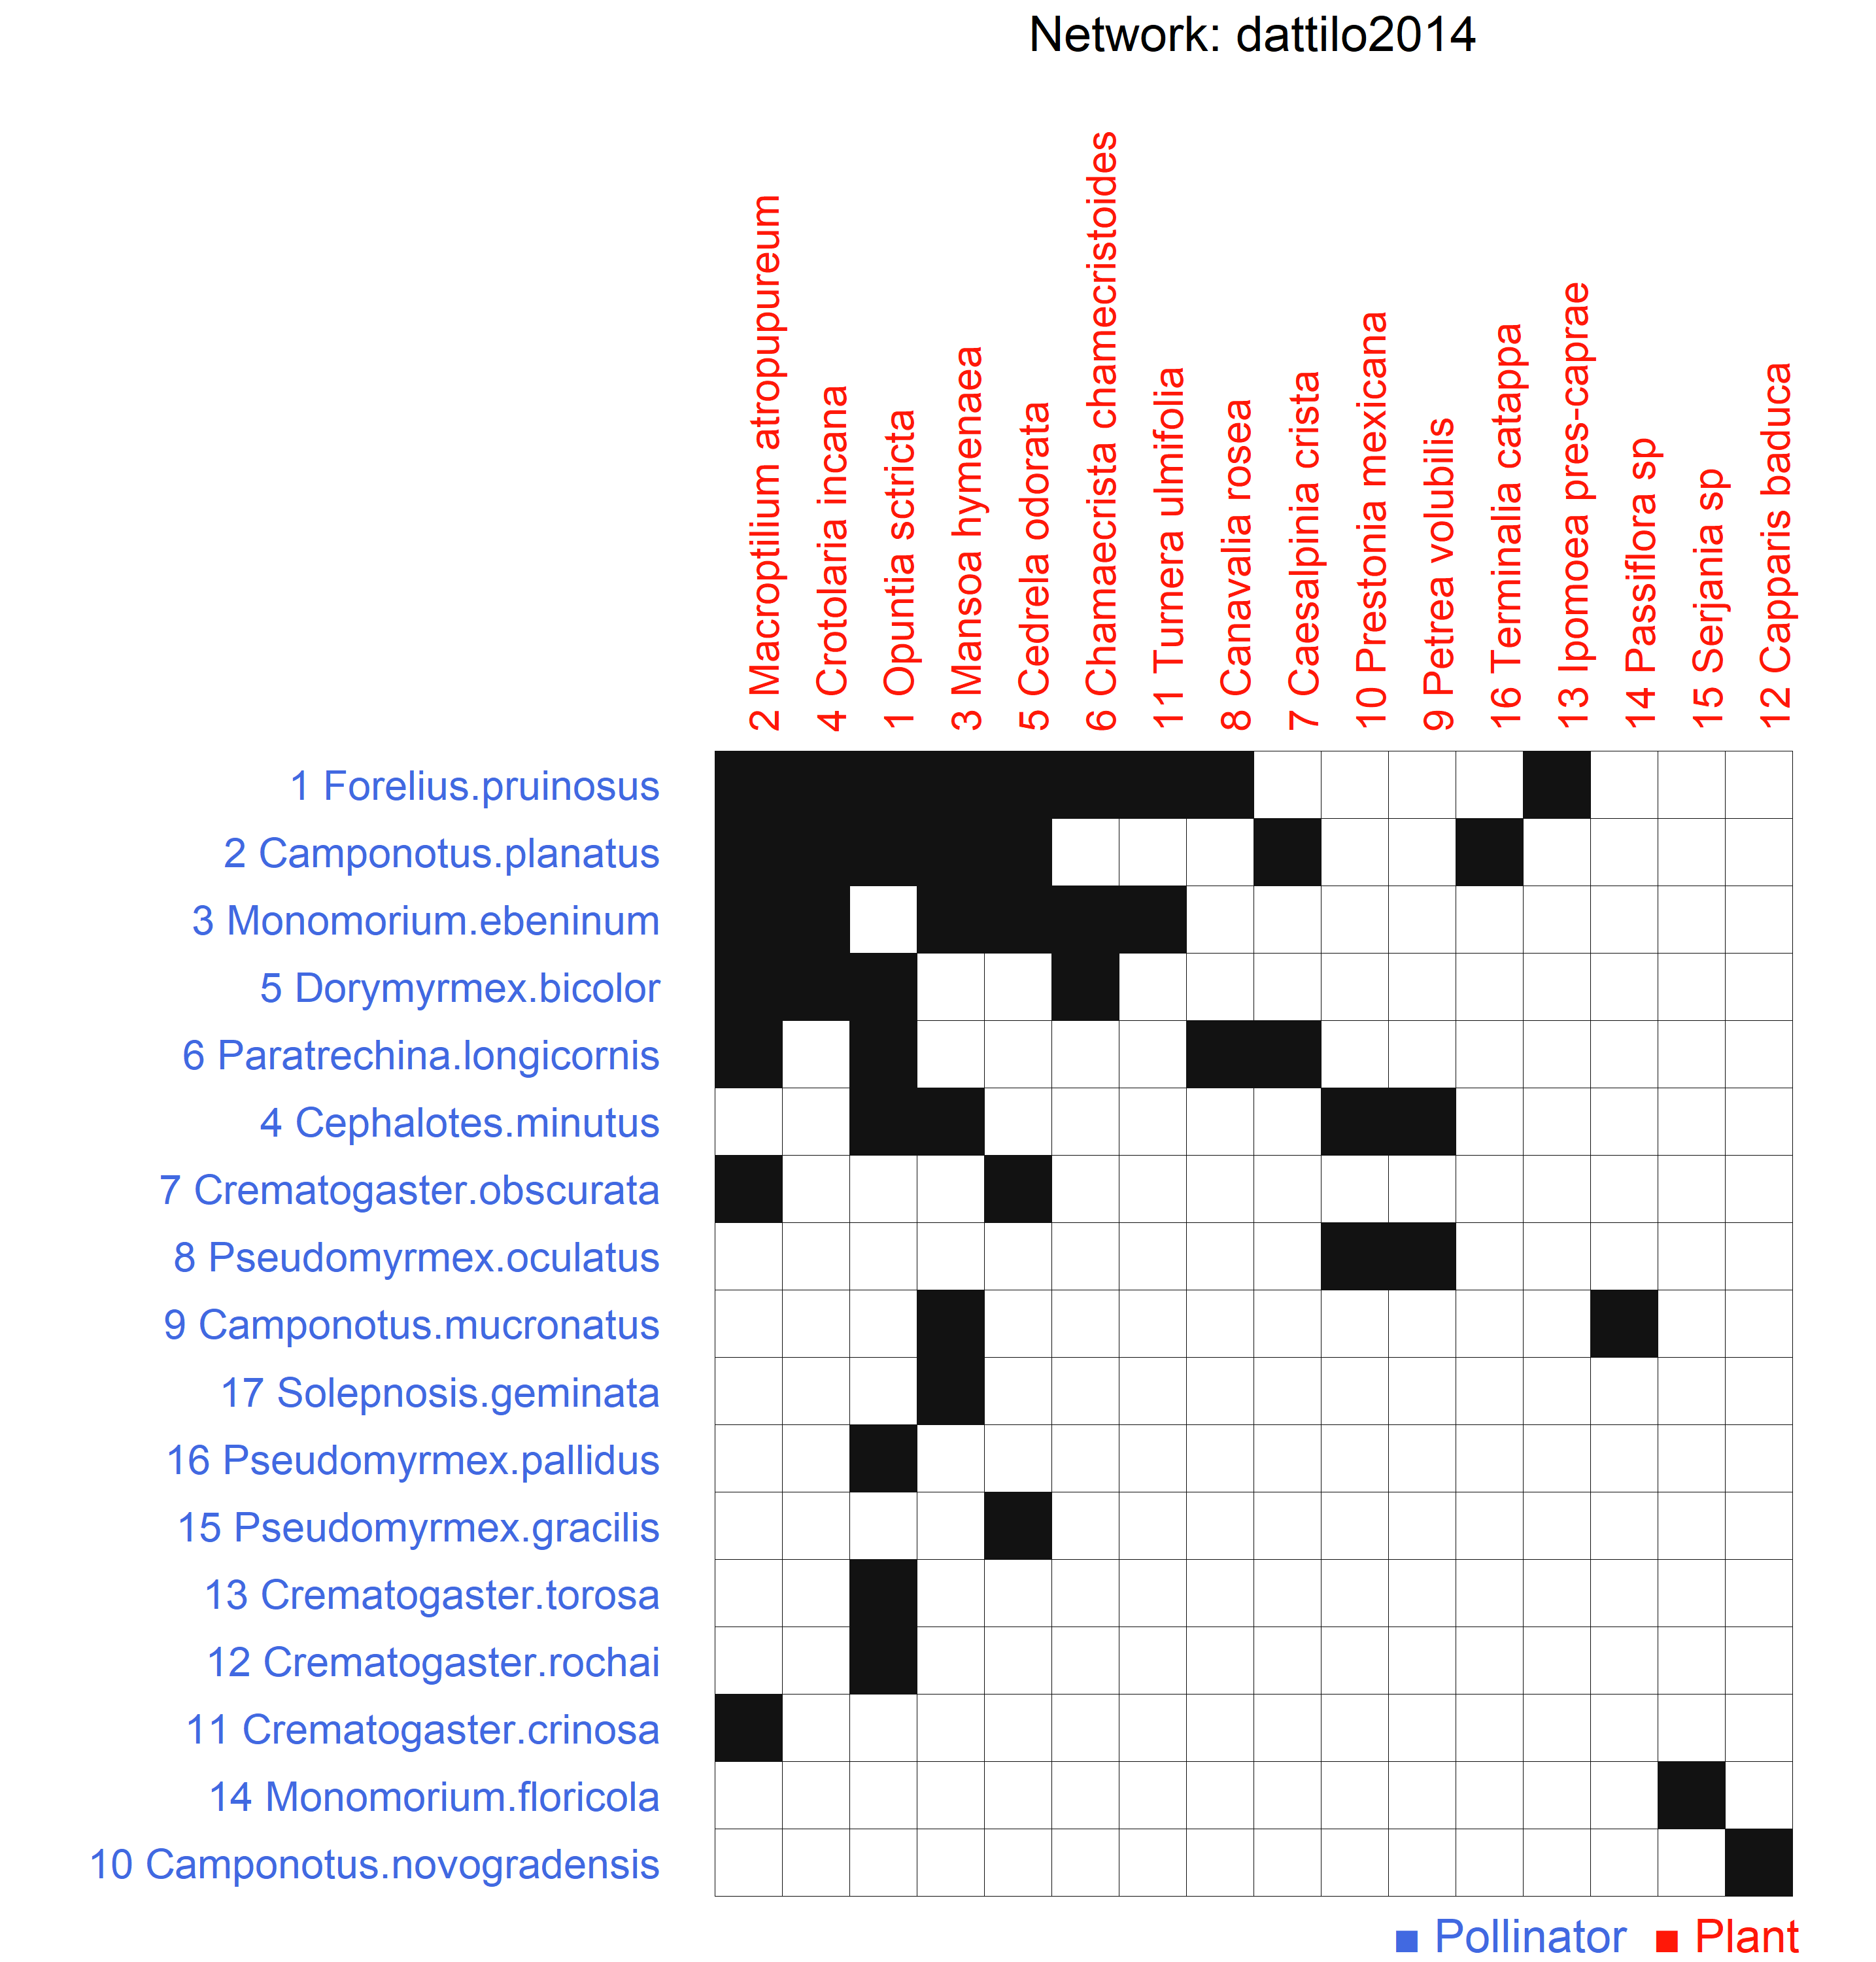 Network: dattilo2014
2 Macroptilium atropupureum
4 Crotolaria incana
1 Opuntia sctricta
3 Mansoa hymenaea
5 Cedrela odorata
6 Chamaecrista chamecristoides
11 Turnera ulmifolia
8 Canavalia rosea
7 Caesalpinia crista
10 Prestonia mexicana
9 Petrea volubilis
16 Terminalia catappa
13 Ipomoea pres-caprae
14 Passiflora sp
15 Serjania sp
12 Capparis baduca
1 Forelius.pruinosus
2 Camponotus.planatus
3 Monomorium.ebeninum
5 Dorymyrmex.bicolor
6 Paratrechina.longicornis
4 Cephalotes.minutus
7 Crematogaster.obscurata
8 Pseudomyrmex.oculatus
9 Camponotus.mucronatus
17 Solepnosis.geminata
16 Pseudomyrmex.pallidus
15 Pseudomyrmex.gracilis
13 Crematogaster.torosa
12 Crematogaster.rochai
11 Crematogaster.crinosa
14 Monomorium.floricola
10 Camponotus.novogradensis
Pollinator Plant